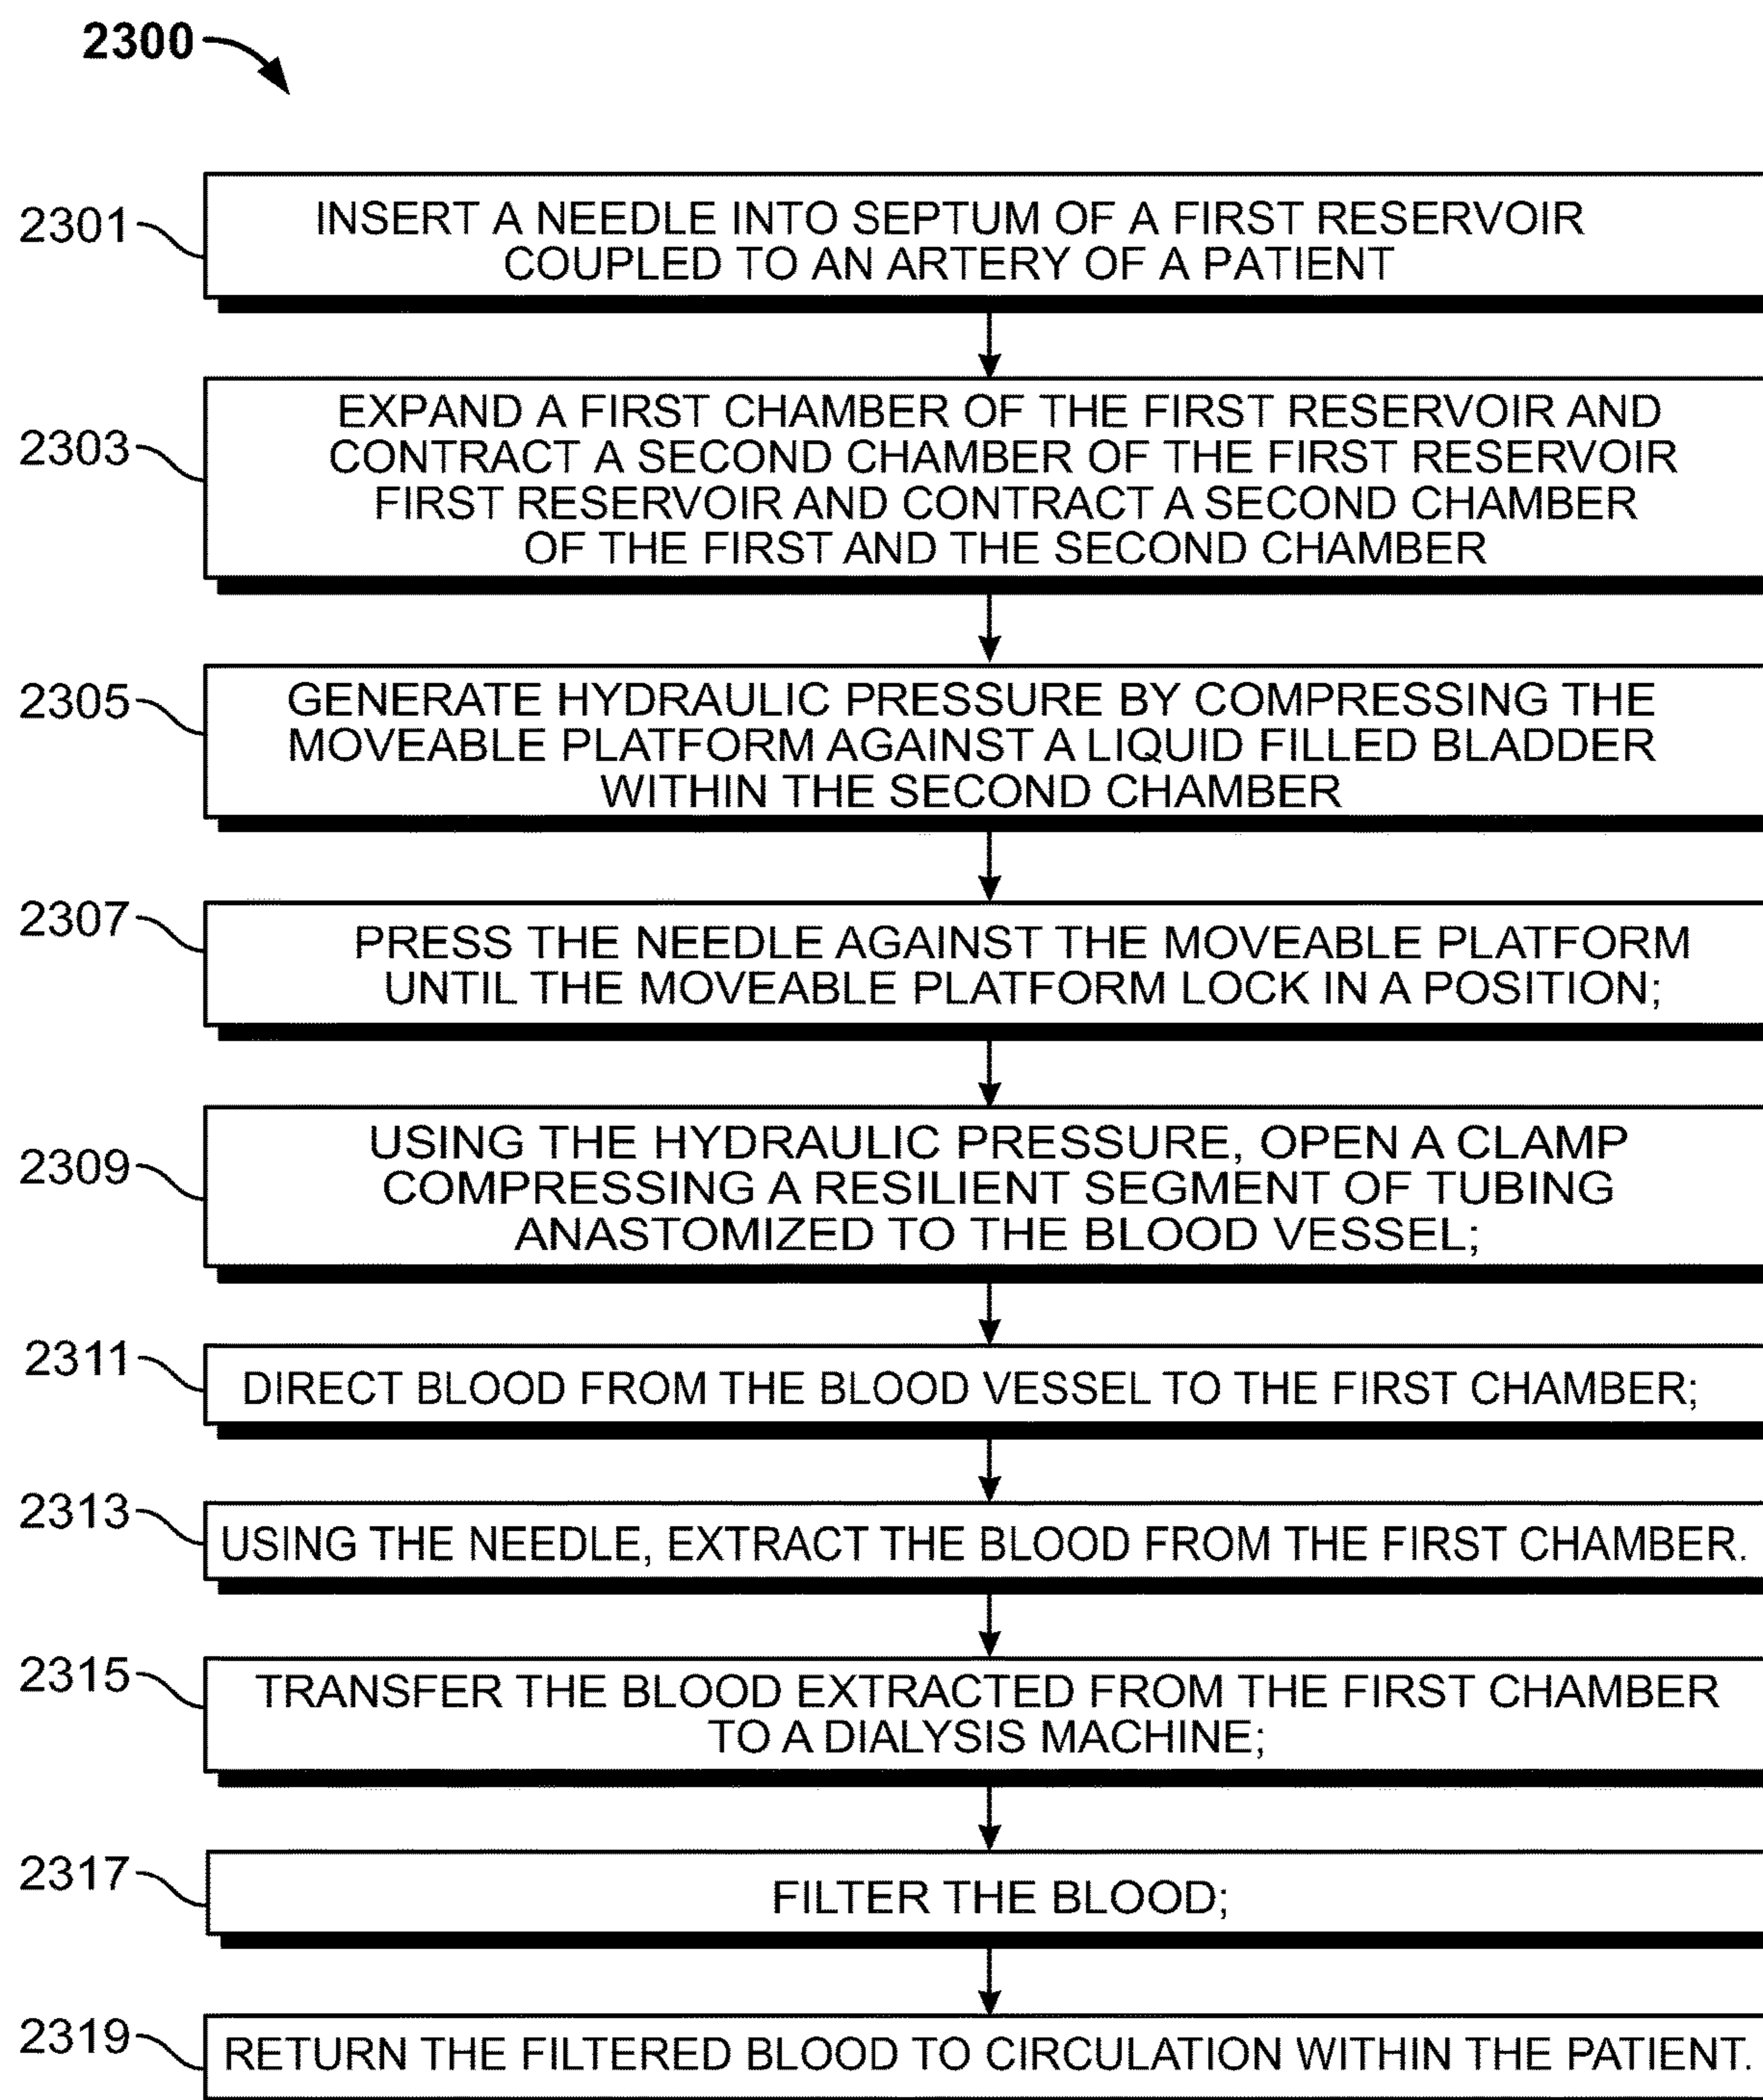 2300
2301
INSERT A NEEDLE INTO SEPTUM OF A FIRST RESERVOIR
COUPLED TO AN ARTERY OF A PATIENT
2303
EXPAND A FIRST CHAMBER OF THE FIRST RESERVOIR AND
CONTRACT A SECOND CHAMBER OF THE FIRST RESERVOIR
FIRST RESERVOIR AND CONTRACT A SECOND CHAMBER
OF THE FIRST AND THE SECOND CHAMBER
2305
GENERATE HYDRAULIC PRESSURE BY COMPRESSING THE
MOVEABLE PLATFORM AGAINST A LIQUID FILLED BLADDER
WITHIN THE SECOND CHAMBER
2307
PRESS THE NEEDLE AGAINST THE MOVEABLE PLATFORM
UNTIL THE MOVEABLE PLATFORM LOCK IN A POSITION;
2309
USING THE HYDRAULIC PRESSURE, OPEN A CLAMP
COMPRESSING A RESILIENT SEGMENT OF TUBING
ANASTOMIZED TO THE BLOOD VESSEL;
2311
DIRECT BLOOD FROM THE BLOOD VESSEL TO THE FIRST CHAMBER;
2313
USING THE NEEDLE, EXTRACT THE BLOOD FROM THE FIRST CHAMBER.
2315
TRANSFER THE BLOOD EXTRACTED FROM THE FIRST CHAMBER
TO A DIALYSIS MACHINE;
2317
FILTER THE BLOOD;
2319
RETURN THE FILTERED BLOOD TO CIRCULATION WITHIN THE PATIENT.